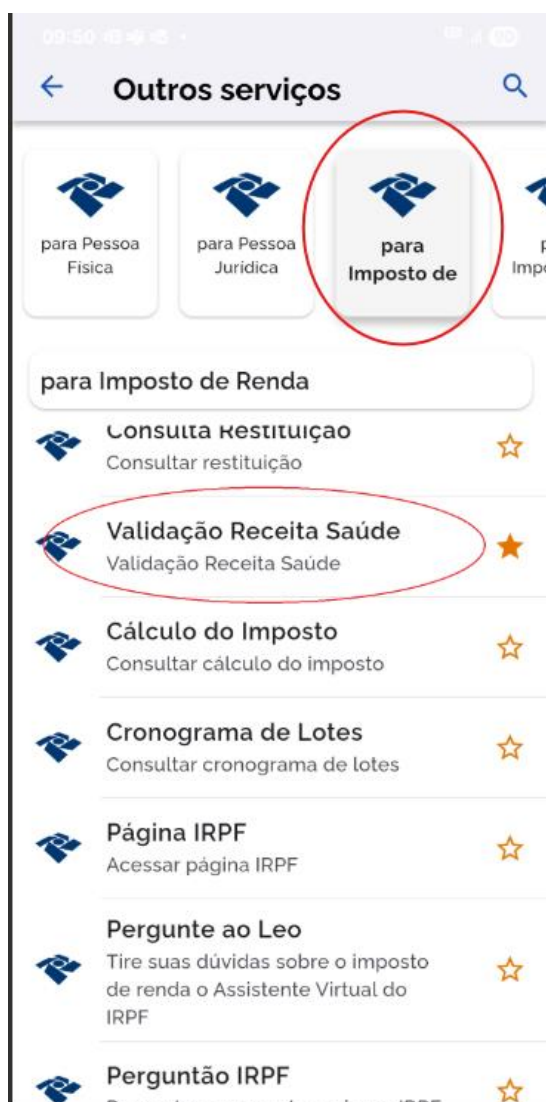 09:50
Outros serviços
para Pessoa
Física
para Pessoa
Jurídica
para
Imposto de
para Imposto de Renda
Consulta Restituição
Consultar restituição
Validação Receita Saúde
Validação Receita Saúde
Cálculo do Imposto
Consultar cálculo do imposto
Cronograma de Lotes
Consultar cronograma de lotes
Página IRPF
Acessar página IRPF
Pergunte ao Leo
Tire suas dúvidas sobre o imposto
de renda o Assistente Virtual do
IRPF
Perguntão IRPF